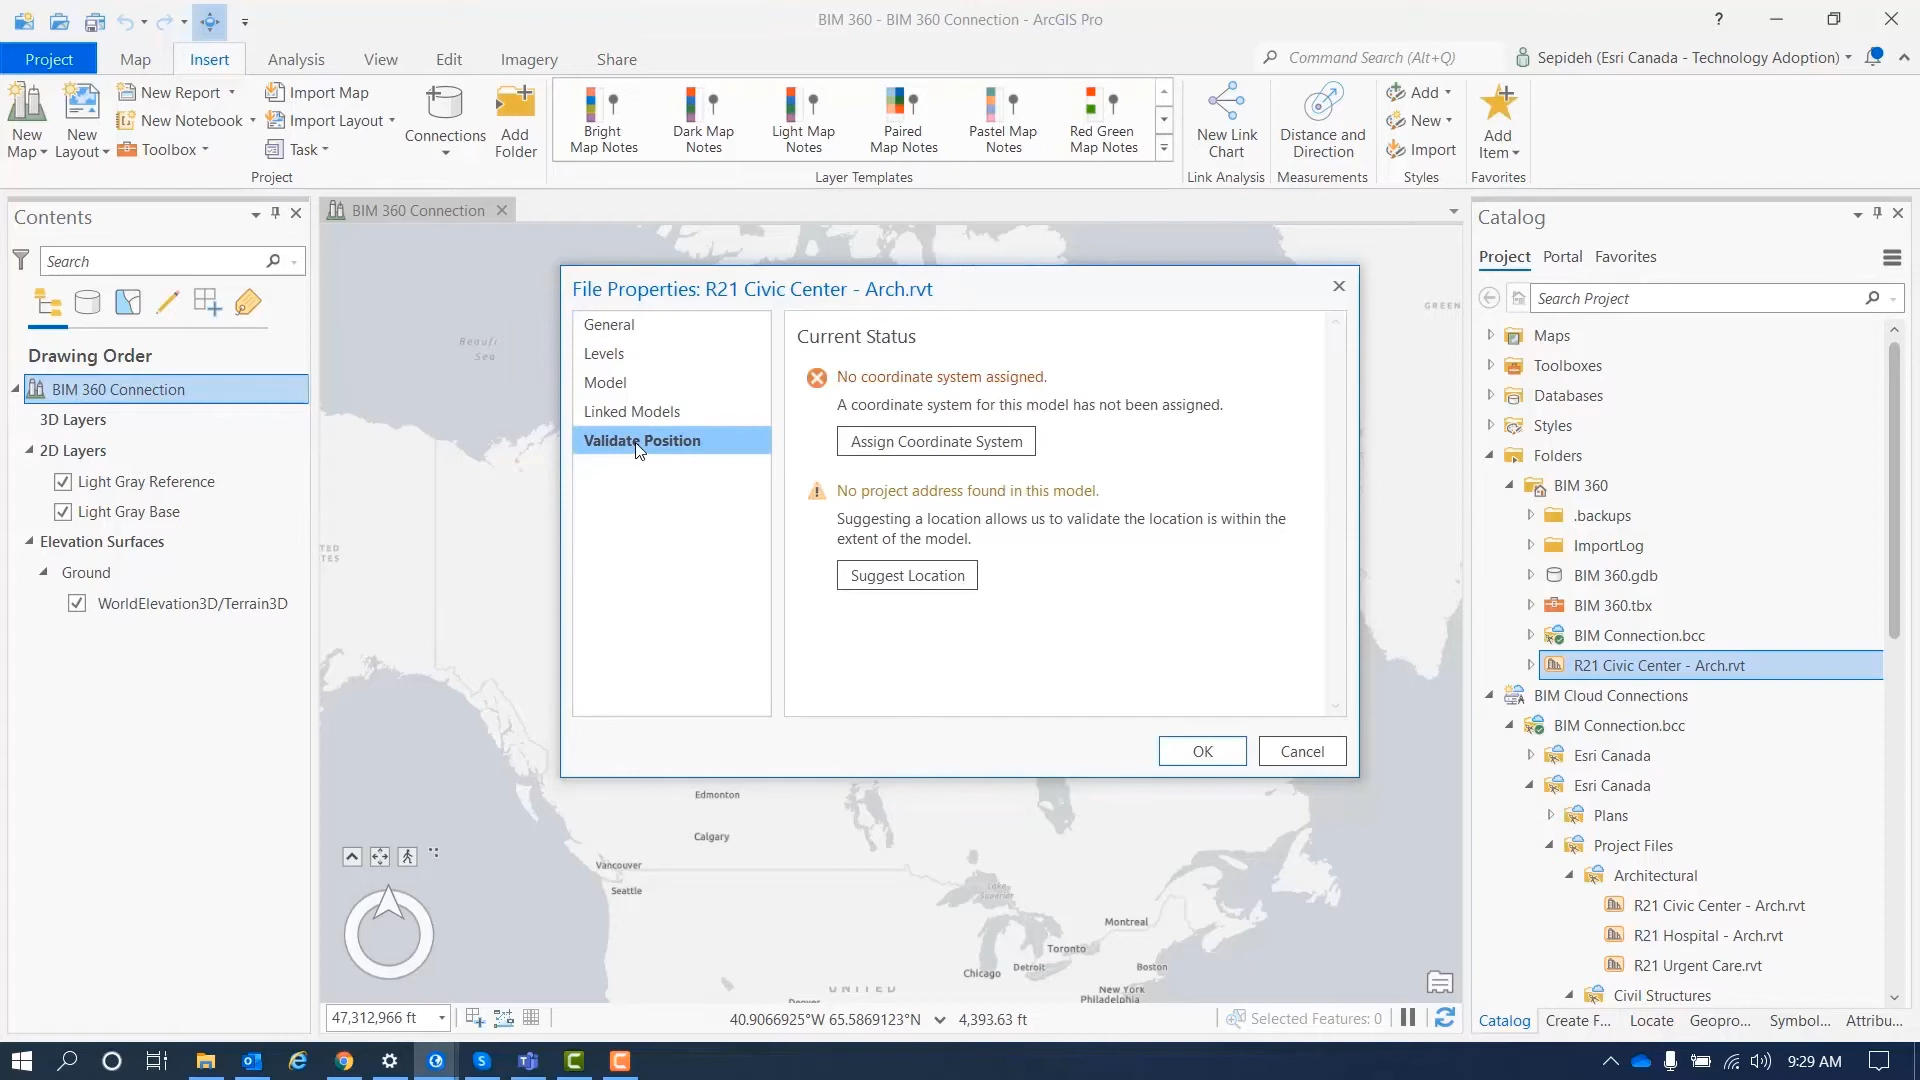 BIM 360 - BIM 360 Connection - ArcGIS Pro
?
Project
Map
Insert
Analysis
View
Edit
Imagery
Share
Command Search (Alt+Q)
Sepideh (Esri Canada - Technology Adoption)
New Map
New Layout
New Report
New Notebook
Toolbox
Import Map
Import Layout
Task
Connections
Add Folder
Project
Bright Map Notes
Dark Map Notes
Light Map Notes
Paired Map Notes
Pastel Map Notes
Red Green Map Notes
Layer Templates
New Link Chart
Link Analysis
Distance and Direction
Measurements
Add
New
Import
Styles
Add Item
Favorites
Contents
Search
Drawing Order
BIM 360 Connection
3D Layers
2D Layers
Light Gray Reference
Light Gray Base
Elevation Surfaces
Ground
WorldElevation3D/Terrain3D
BIM 360 Connection
File Properties: R21 Civic Center - Arch.rvt
General
Levels
Model
Linked Models
Validate Position
Current Status
No coordinate system assigned.
A coordinate system for this model has not been assigned.
Assign Coordinate System
No project address found in this model.
Suggesting a location allows us to validate the location is within the
extent of the model.
Suggest Location
OK
Cancel
Sea
GREEN
TED
TES
Edmonton
Calgary
Vancouver
Seattle
Lake
Superior
Montreal
Toronto
Chicago
Detroit
Boston
New York
Philadelphia
Denver
UNITED
47,312,966 ft
40.9066925°W 65.5869123°N
4,393.63 ft
Selected Features: 0
Catalog
Project
Portal
Favorites
Search Project
Maps
Toolboxes
Databases
Styles
Folders
BIM 360
.backups
ImportLog
BIM 360.gdb
BIM 360.tbx
BIM Connection.bcc
R21 Civic Center - Arch.rvt
BIM Cloud Connections
BIM Connection.bcc
Esri Canada
Esri Canada
Plans
Project Files
Architectural
R21 Civic Center - Arch.rvt
R21 Hospital - Arch.rvt
R21 Urgent Care.rvt
Civil Structures
Catalog
Create F...
Locate
Geopro...
Symbol...
Attribu...
9:29 AM